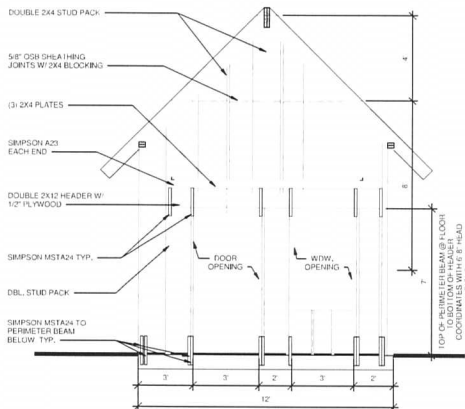 DOUBLE 2X4 STUD PACK
5/8" OSB SHEATHING
JOINTS W/ 2X4 BLOCKING
(3) 2X4 PLATES
SIMPSON A23
EACH END
DOUBLE 2X12 HEADER W/
1/2" PLYWOOD
SIMPSON MSTA24 TYP.
DBL. STUD PACK
SIMPSON MSTA24 TO
PERIMETER BEAM
BELOW TYP.
DOOR
OPENING
WDW.
OPENING
4'
8'
7'
TOP OF PERIMETER BEAM @ FLOOR
TO BOTTOM OF HEADER
COORDINATES WITH 6' 8" HEAD
3'
3'
2'
3'
2'
12'